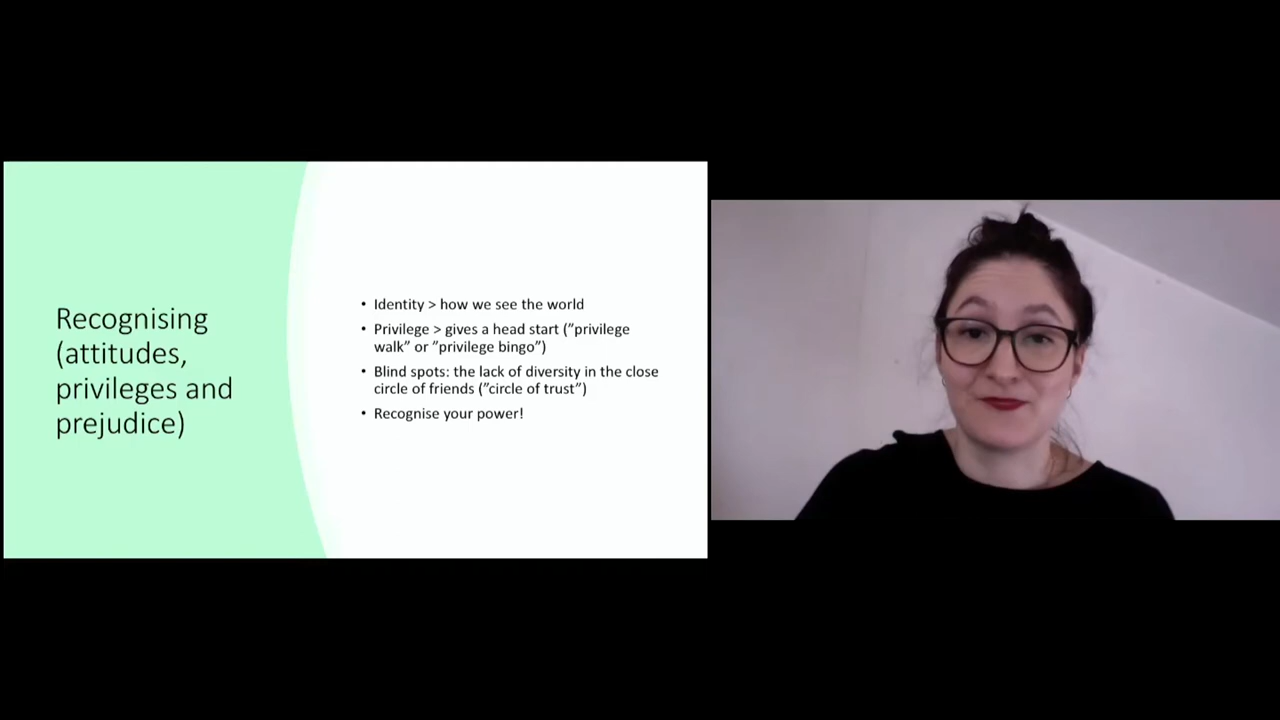 Recognising
(attitudes,
privileges and
prejudice)
• Identity > how we see the world
• Privilege > gives a head start (”privilege
walk” or ”privilege bingo”)
• Blind spots: the lack of diversity in the close
circle of friends (”circle of trust”)
• Recognise your power!